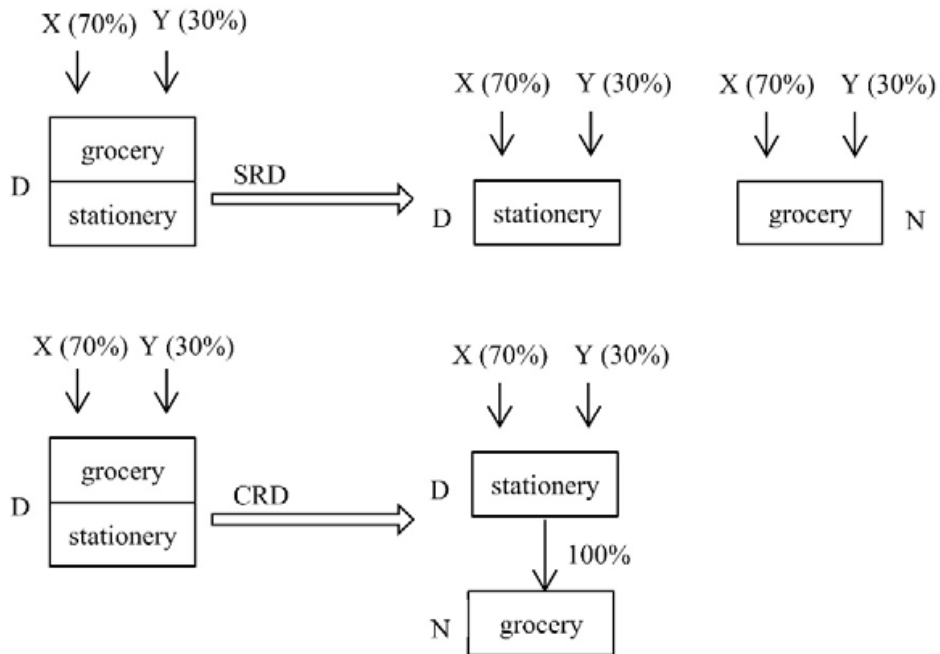 X (70%) Y (30%)
X (70%) Y (30%) X (70%) Y (30%)
grocery
D SRD
stationery
D stationery grocery N
X (70%) Y (30%) X (70%) Y (30%)
grocery
D CRD D stationery
stationery
100%
N grocery